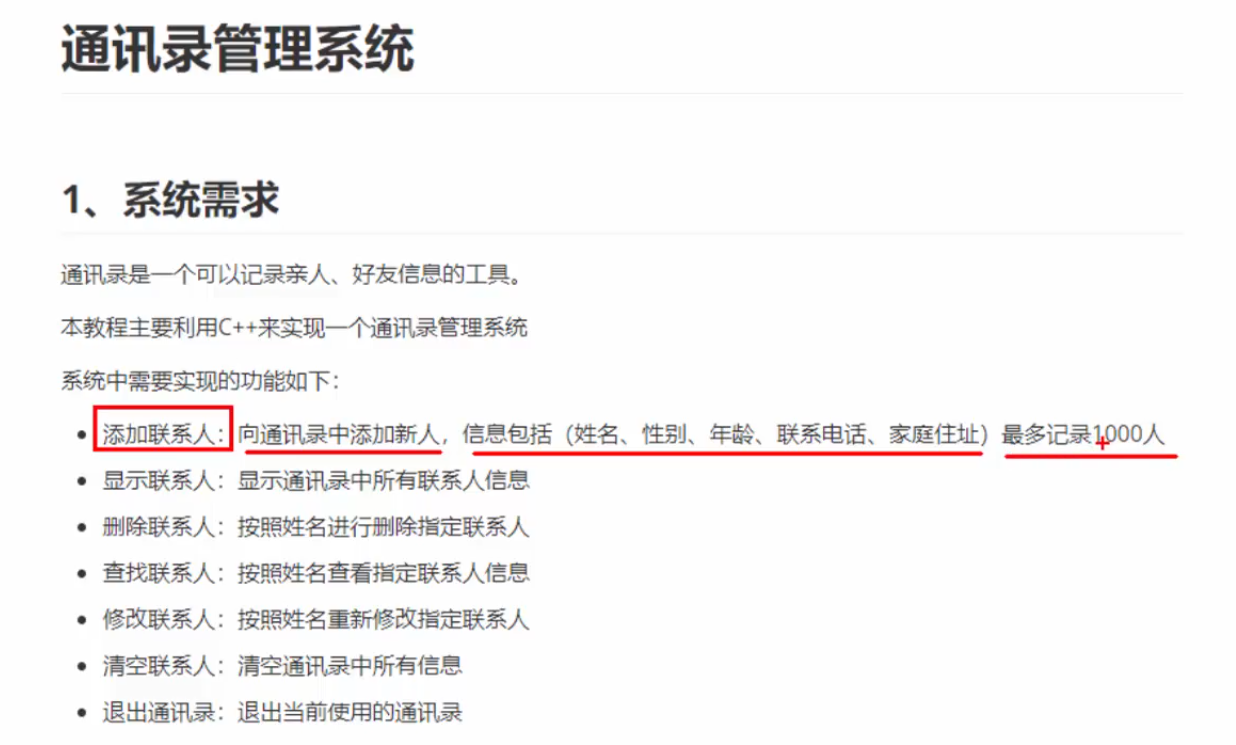 通讯录管理系统
1、系统需求
通讯录是一个可以记录亲人、好友信息的工具。
本教程主要利用C++来实现一个通讯录管理系统
系统中需要实现的功能如下：
• 添加联系人：向通讯录中添加新人，信息包括（姓名、性别、年龄、联系电话、家庭住址）最多记录1000人
• 显示联系人：显示通讯录中所有联系人信息
• 删除联系人：按照姓名进行删除指定联系人
• 查找联系人：按照姓名查看指定联系人信息
• 修改联系人：按照姓名重新修改指定联系人
• 清空联系人：清空通讯录中所有信息
• 退出通讯录：退出当前使用的通讯录